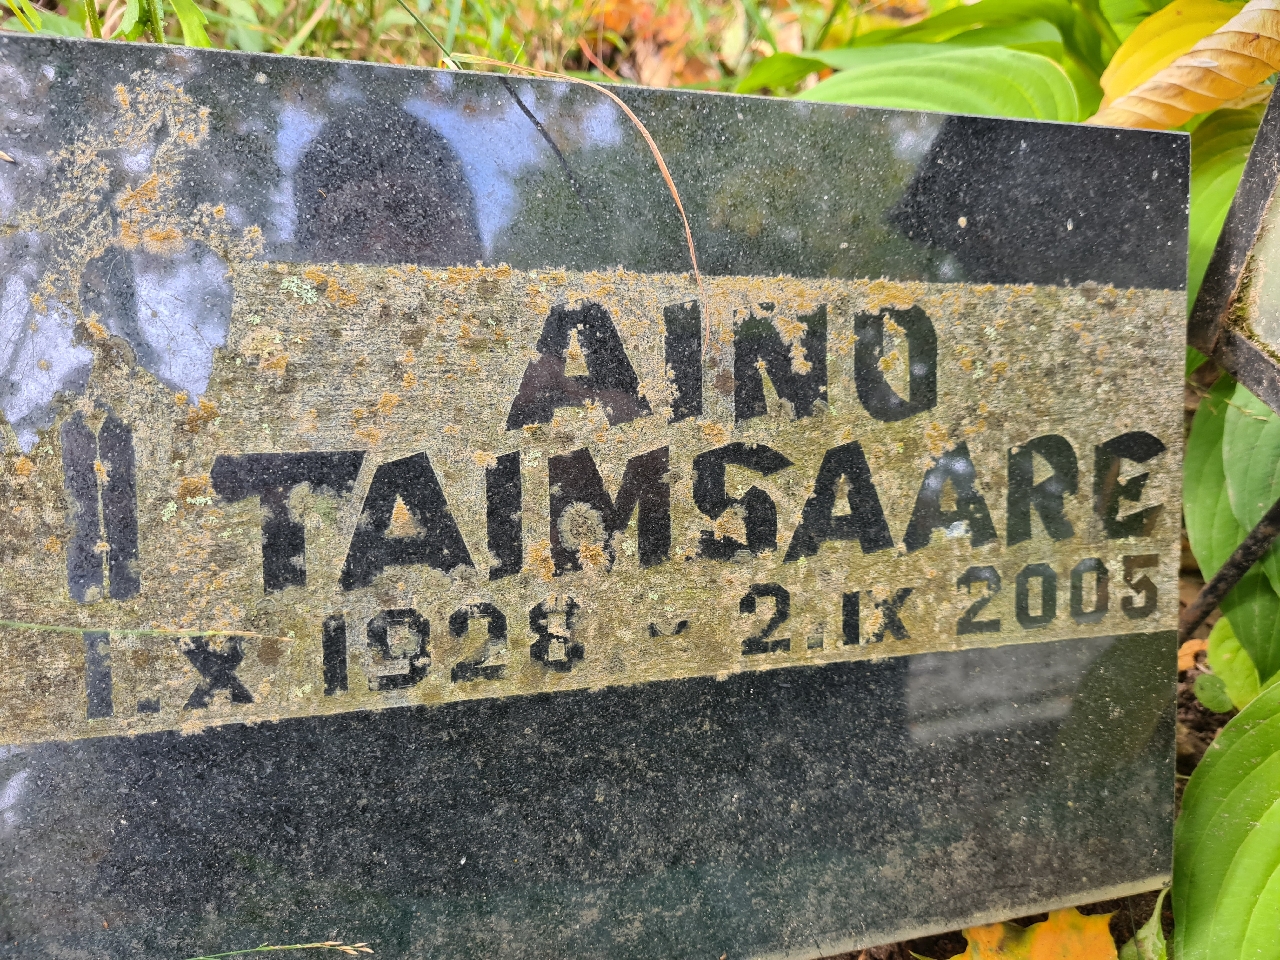 AINO
TAIMSAARE
1.X 1928 - 2.IX 2005